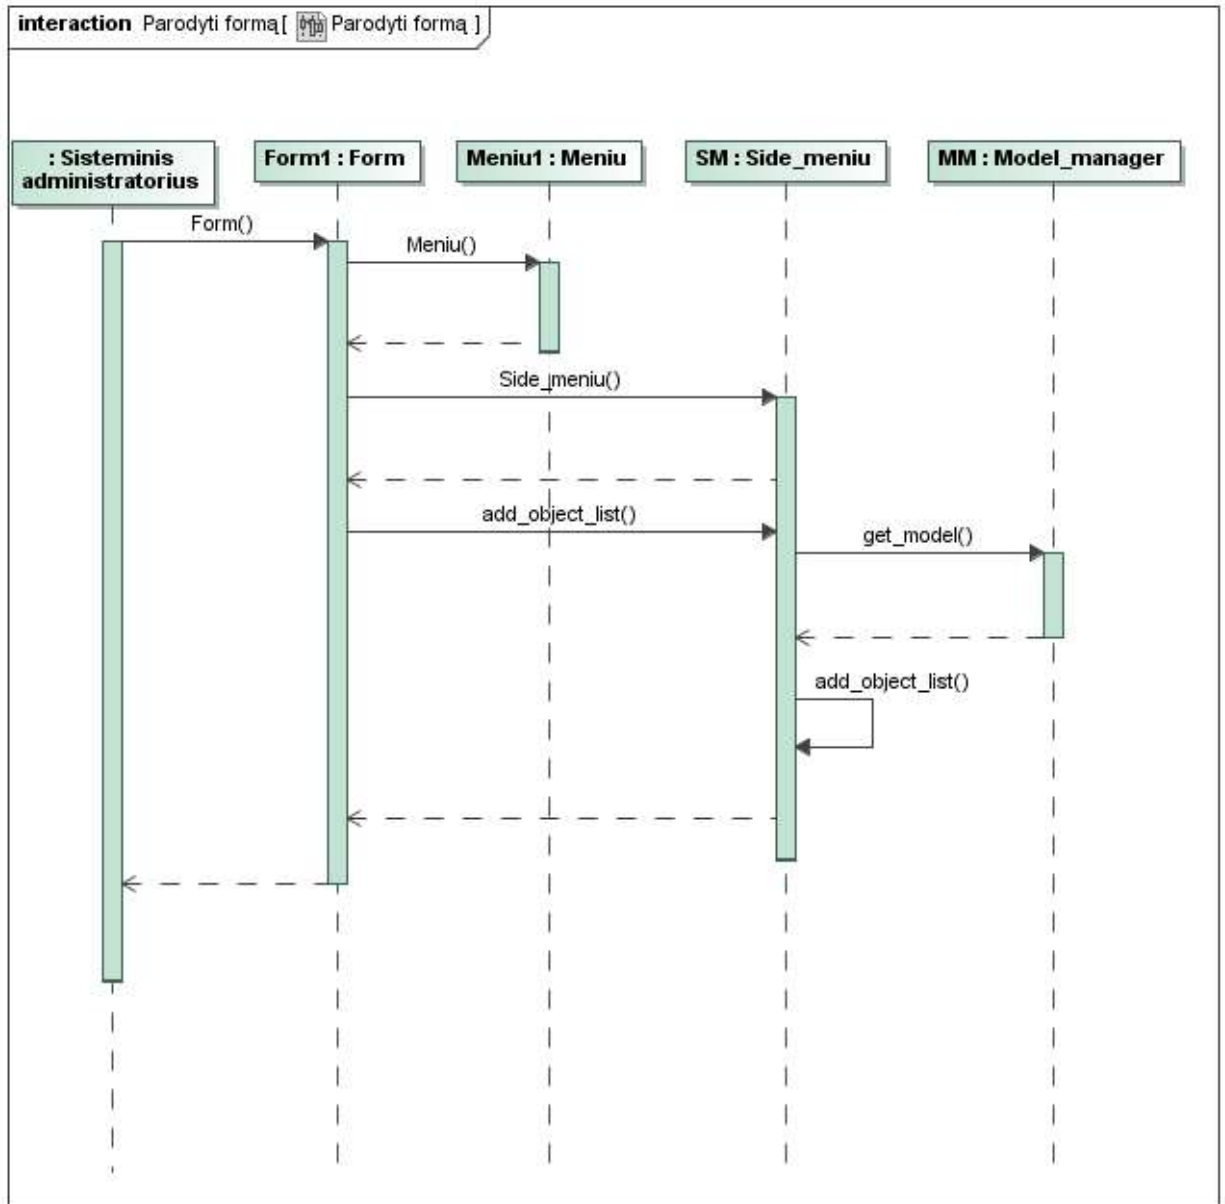 interaction Parodyti formą [ Parodyti formą ]
: Sisteminis
administratorius
Form1 : Form
Meniu1 : Meniu
SM : Side_meniu
MM : Model_manager
Form()
Meniu()
Side_meniu()
add_object_list()
get_model()
add_object_list()